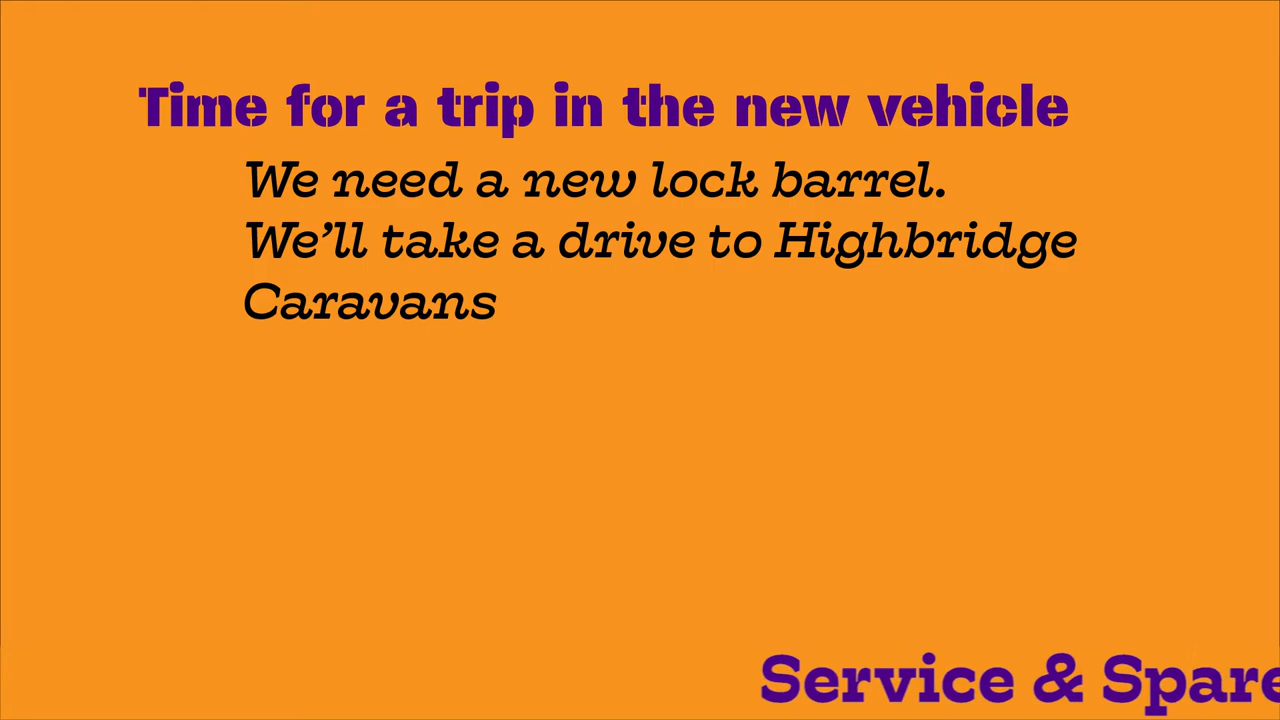 Time for a trip in the new vehicle
We need a new lock barrel.
We’ll take a drive to Highbridge
Caravans
Service & Spare